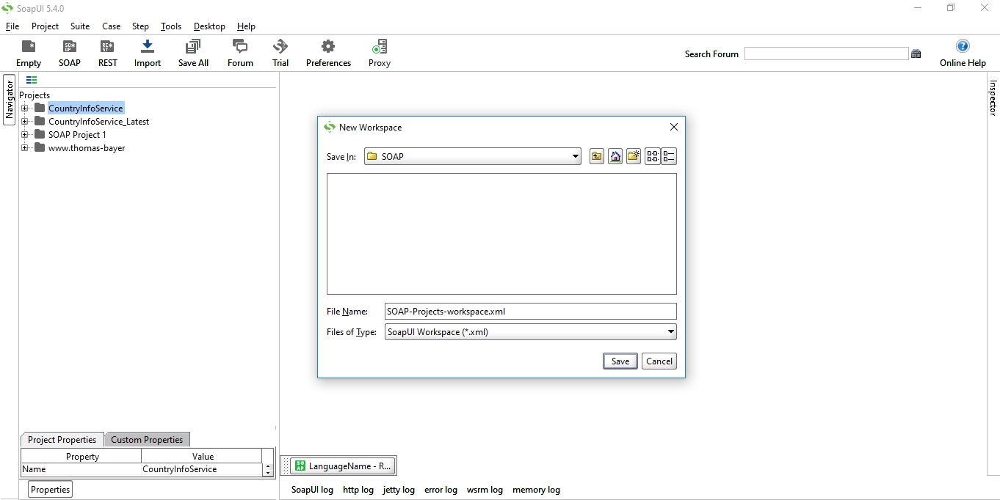 SoapUI 5.4.0
File Project Suite Case Step Tools Desktop Help
Empty SOAP REST Import Save All Forum Trial Preferences Proxy Search Forum Online Help
Navigator
Inspector
Projects
CountryInfoService
CountryInfoService_Latest
SOAP Project 1
www.thomas-bayer
New Workspace
Save In: SOAP
File Name: SOAP-Projects-workspace.xml
Files of Type: SoapUI Workspace (*.xml)
Save Cancel
Project Properties Custom Properties
Property Value
Name CountryInfoService
LanguageName - R...
Properties
SoapUI log http log jetty log error log wsrm log memory log